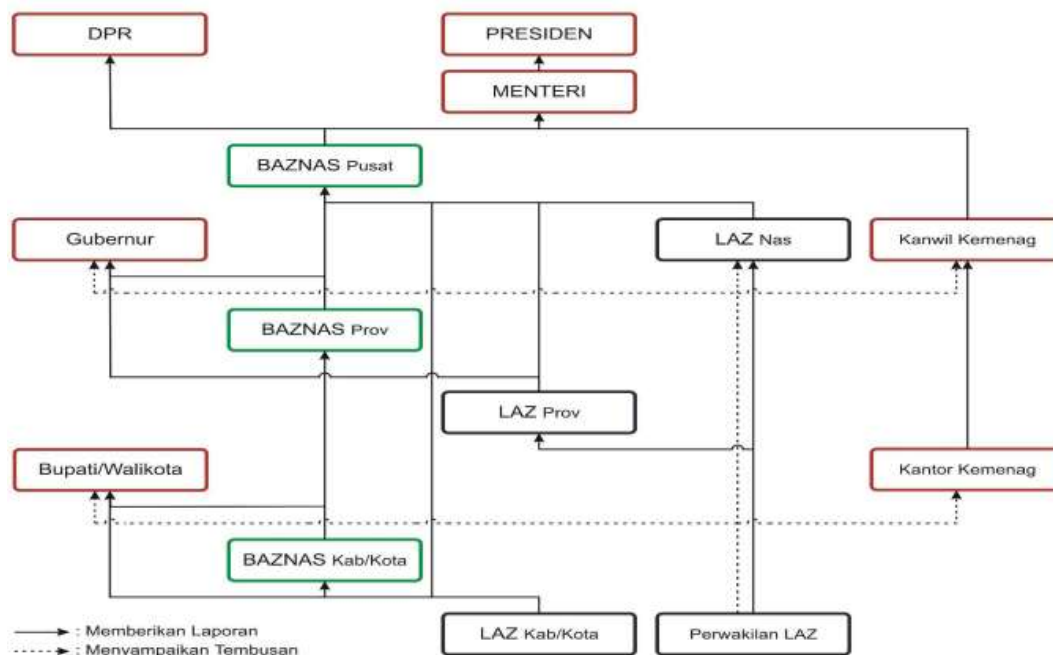 DPR
PRESIDEN
MENTERI
BAZNAS Pusat
Gubernur
LAZ Nas
Kanwil Kemenag
BAZNAS Prov
LAZ Prov
Bupati/Walikota
Kantor Kemenag
BAZNAS Kab/Kota
LAZ Kab/Kota
Perwakilan LAZ
: Memberikan Laporan
: Menyampaikan Tembusan